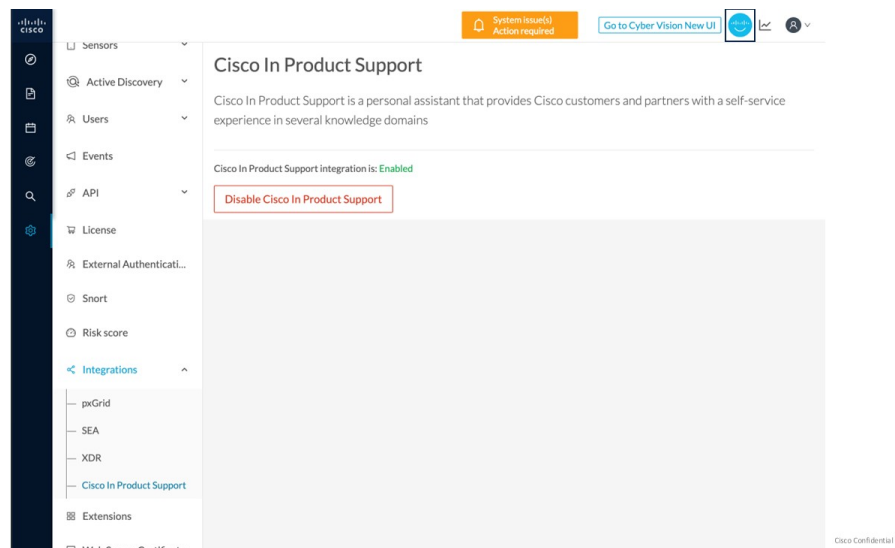 cisco
System issue(s)
Action required
Go to Cyber Vision New UI
Sensors
Active Discovery
Users
Events
API
License
External Authenticati...
Snort
Risk score
Integrations
pxGrid
SEA
XDR
Cisco In Product Support
Extensions
Cisco In Product Support
Cisco In Product Support is a personal assistant that provides Cisco customers and partners with a self-service
experience in several knowledge domains
Cisco In Product Support integration is: Enabled
Disable Cisco In Product Support
Cisco Confidential